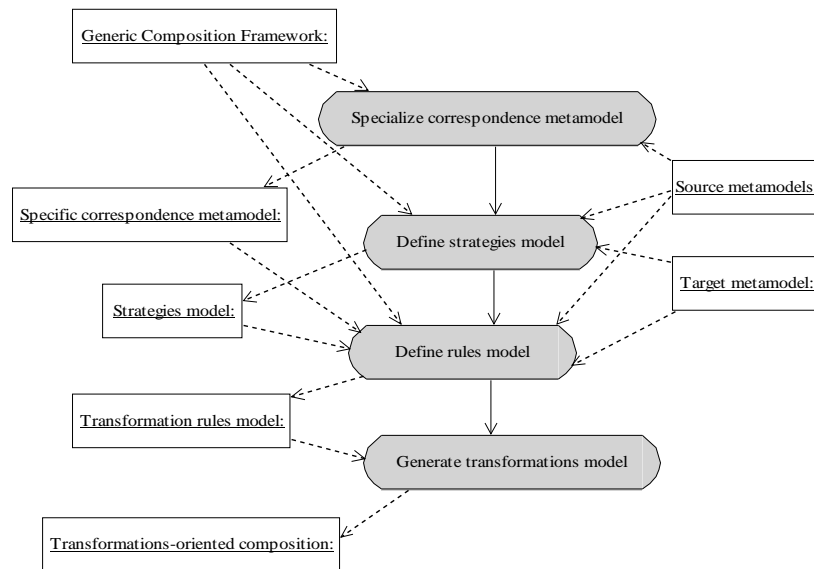 Generic Composition Framework:
Specialize correspondence metamodel
Source metamodels
Specific correspondence metamodel:
Define strategies model
Target metamodel:
Strategies model:
Define rules model
Transformation rules model:
Generate transformations model
Transformations-oriented composition: